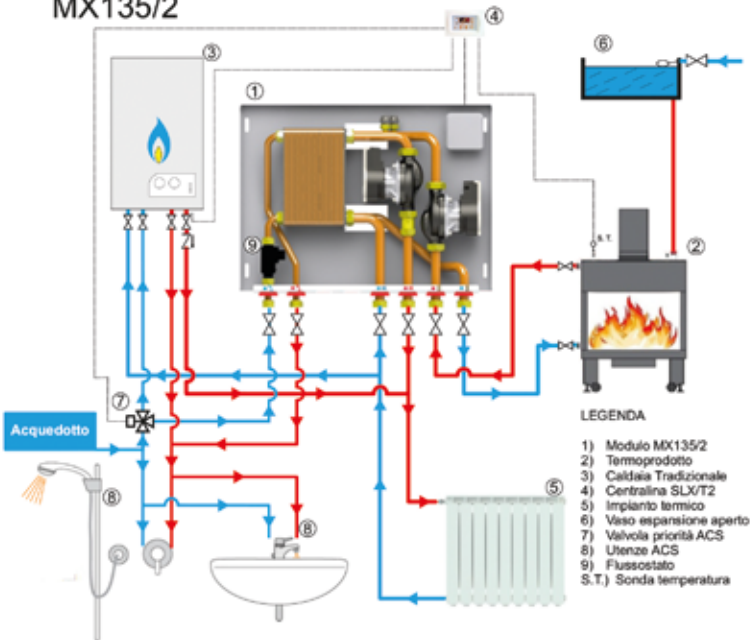 MX135/2
④
③
⑥
①
S.T.
②
⑨
⑦
Acquedotto
⑧
⑧
⑤
LEGENDA
1) Modulo MX135/2
2) Termoprodotto
3) Caldaia Tradizionale
4) Centralina SLX/T2
5) Impianto termico
6) Vaso espansione aperto
7) Valvola priorità ACS
8) Utenze ACS
9) Flussostato
S.T.) Sonda temperatura